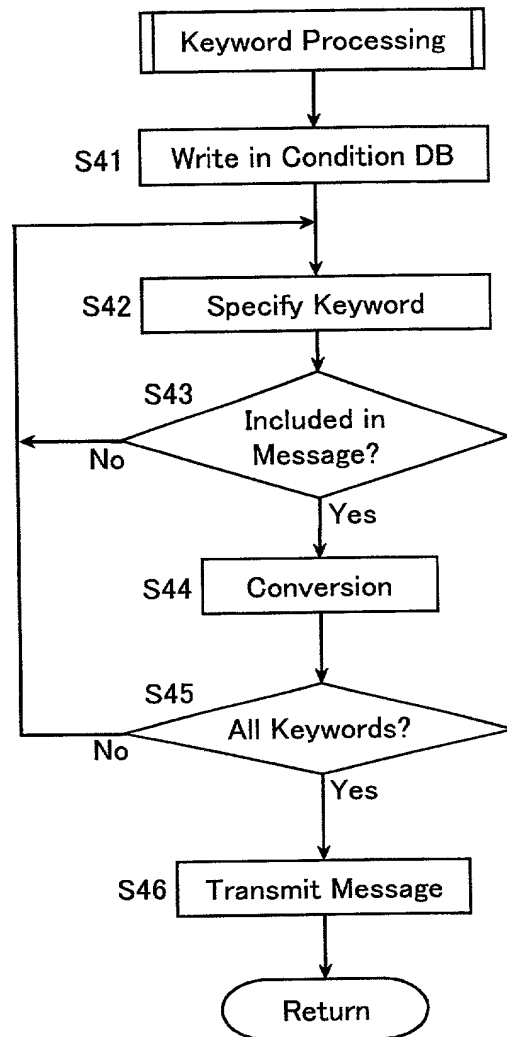 Keyword Processing
S41
Write in Condition DB
S42
Specify Keyword
S43
Included in
Message?
No
Yes
S44
Conversion
S45
All Keywords?
No
Yes
S46
Transmit Message
Return